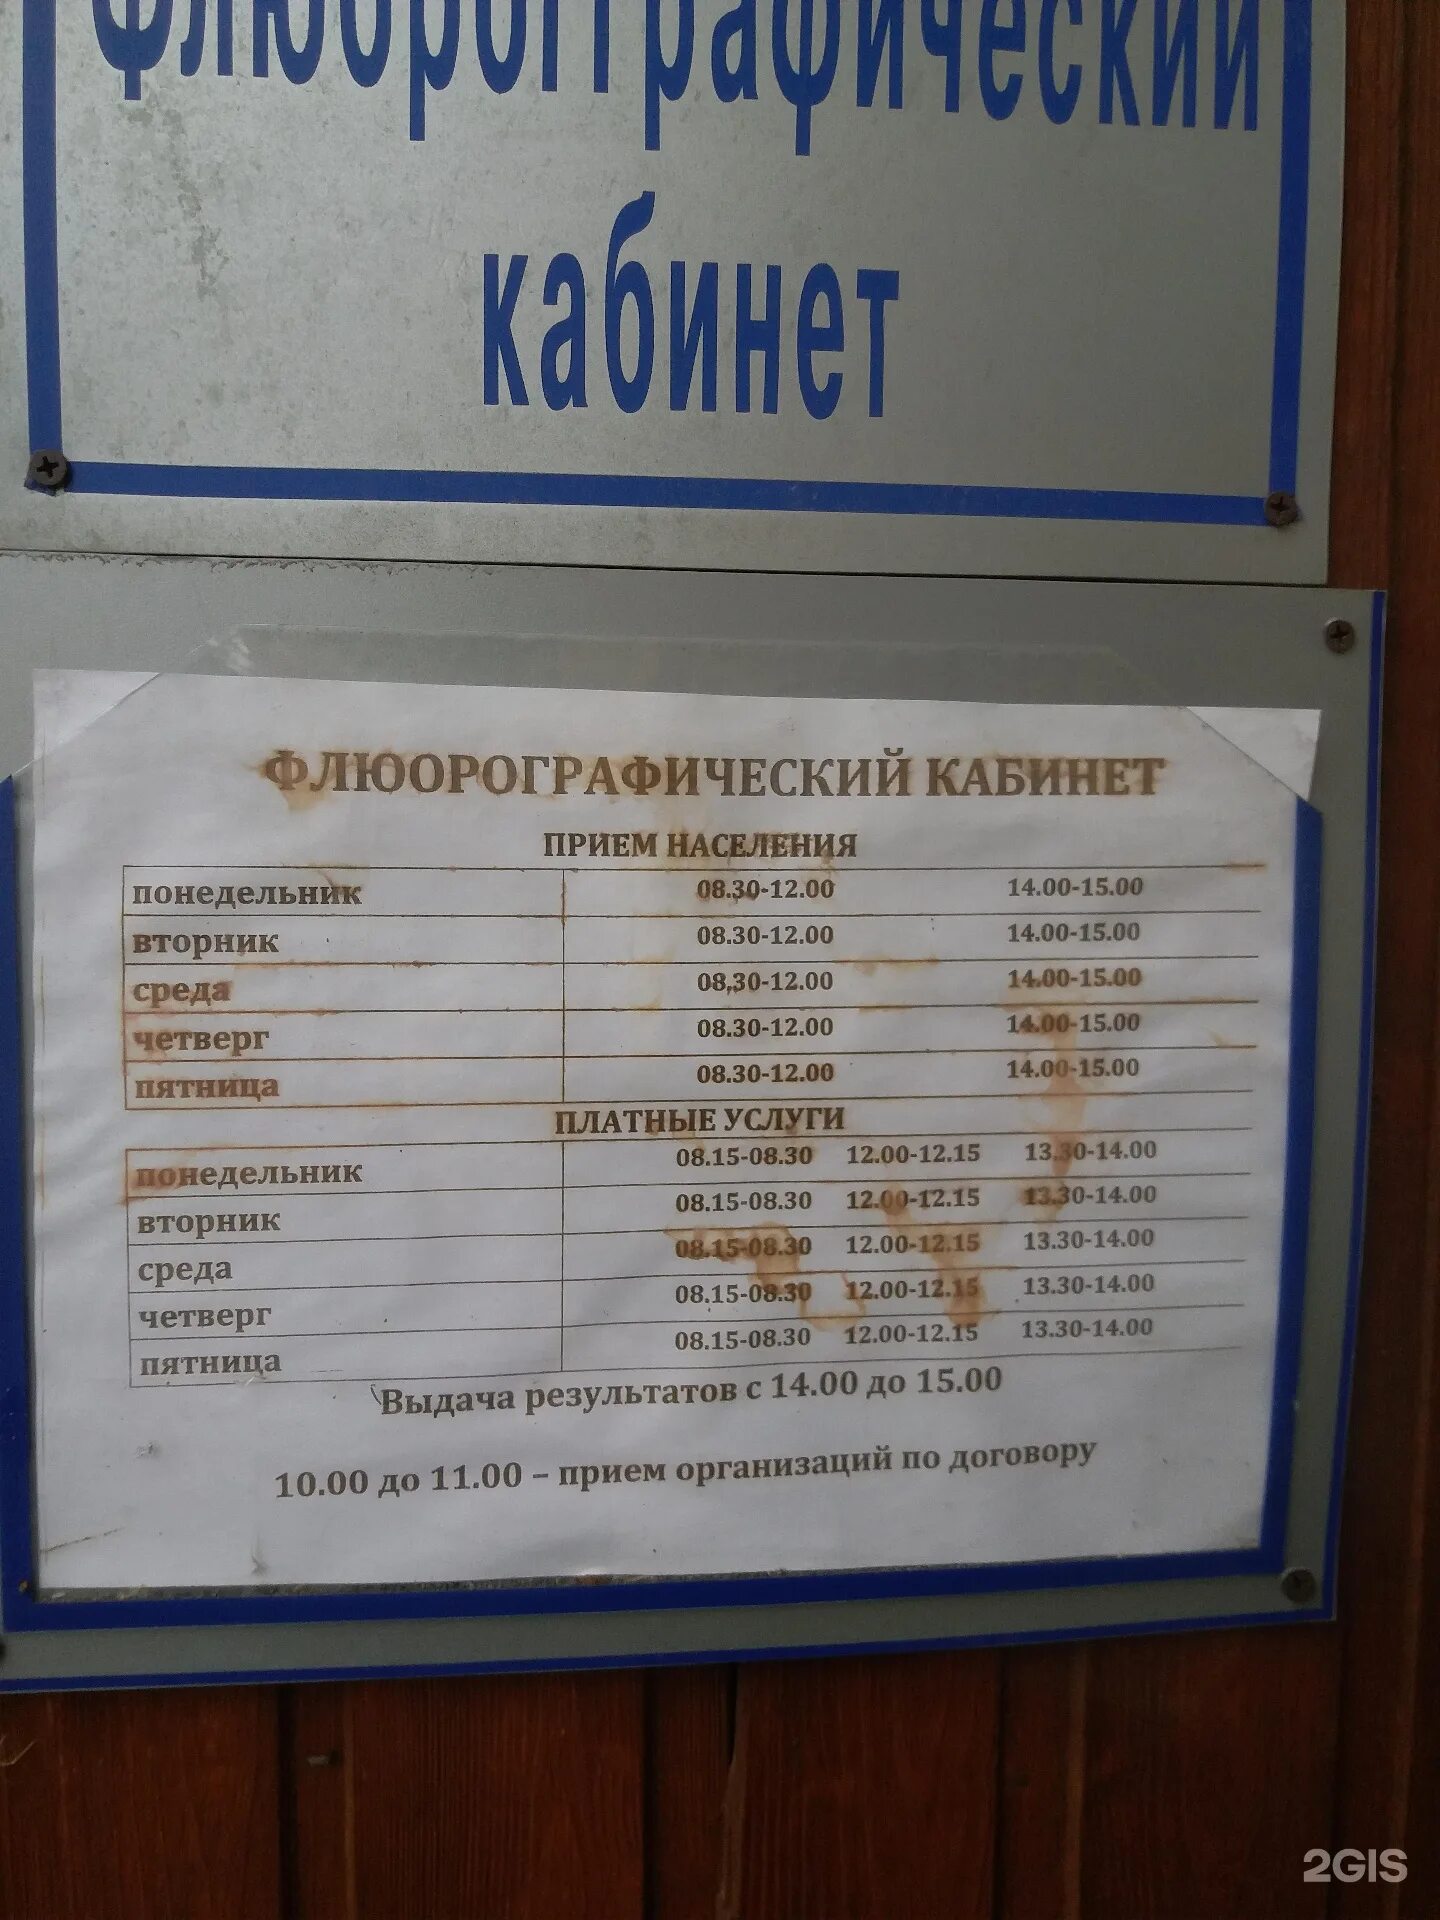 Флюорографический
кабинет
ФЛЮОРОГРАФИЧЕСКИЙ КАБИНЕТ
ПРИЕМ НАСЕЛЕНИЯ
понедельник 08.30-12.00 14.00-15.00
вторник 08.30-12.00 14.00-15.00
среда 08.30-12.00 14.00-15.00
четверг 08.30-12.00 14.00-15.00
пятница 08.30-12.00 14.00-15.00
ПЛАТНЫЕ УСЛУГИ
понедельник 08.15-08.30 12.00-12.15 13.30-14.00
вторник 08.15-08.30 12.00-12.15 13.30-14.00
среда 08.15-08.30 12.00-12.15 13.30-14.00
четверг 08.15-08.30 12.00-12.15 13.30-14.00
пятница 08.15-08.30 12.00-12.15 13.30-14.00
Выдача результатов с 14.00 до 15.00
10.00 до 11.00 – прием организаций по договору
2GIS